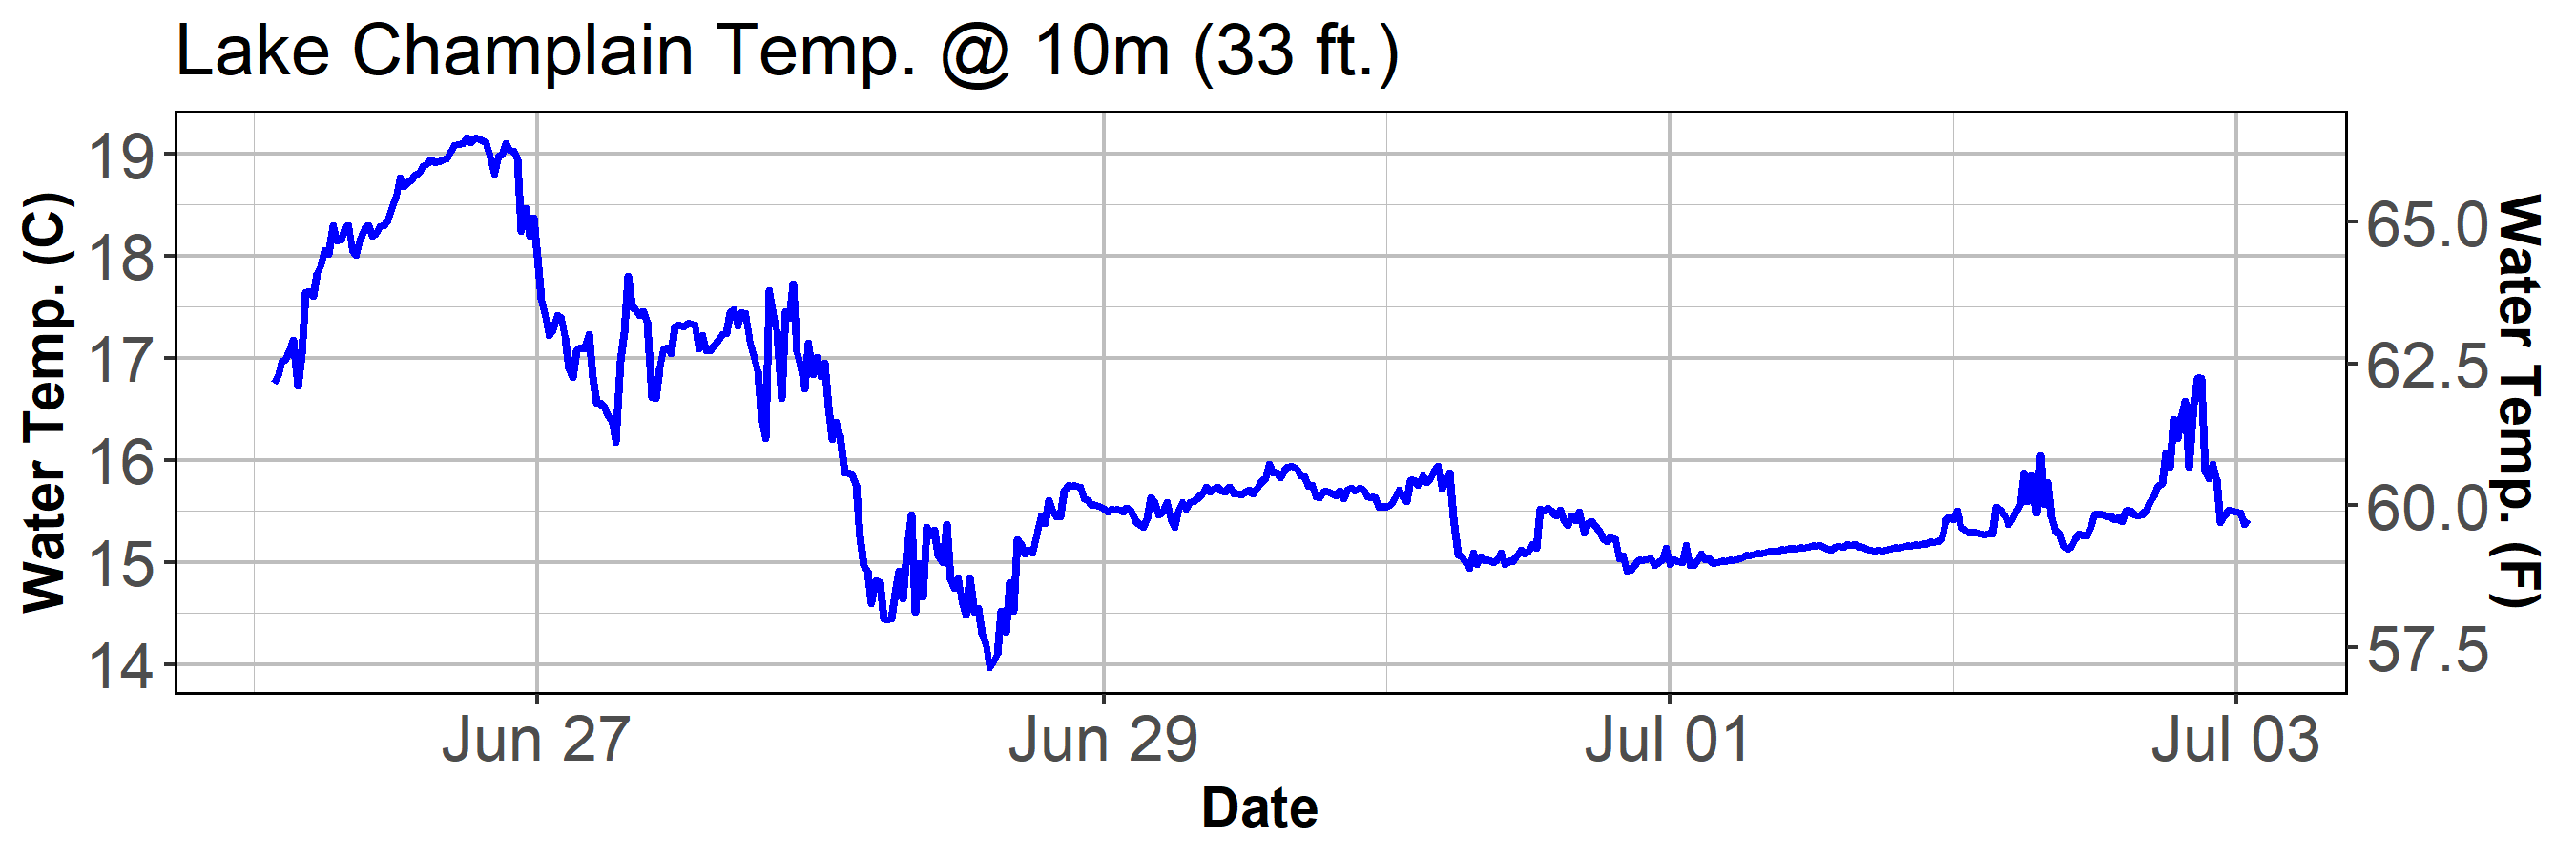 Lake Champlain Temp. @ 10m (33 ft.)
Water Temp. (C)
19
18
17
16
15
14
65.0
62.5
60.0
57.5
Water Temp. (F)
Jun 27 Jun 29 Jul 01 Jul 03
Date